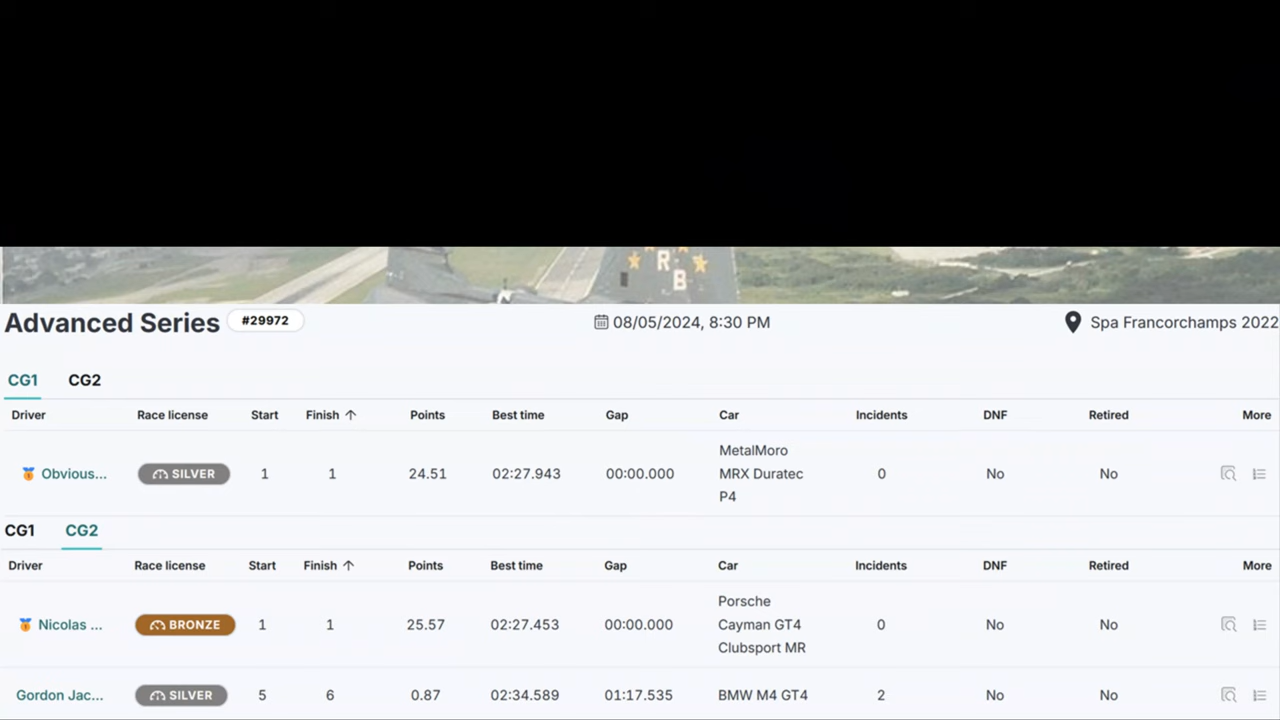 R
B
Advanced Series #29972 08/05/2024, 8:30 PM Spa Francorchamps 2022
CG1 CG2
Driver Race license Start Finish ↑ Points Best time Gap Car Incidents DNF Retired More
Obvious... SILVER 1 1 24.51 02:27.943 00:00.000 MetalMoro MRX Duratec P4 0 No No
CG1 CG2
Driver Race license Start Finish ↑ Points Best time Gap Car Incidents DNF Retired More
Nicolas ... BRONZE 1 1 25.57 02:27.453 00:00.000 Porsche Cayman GT4 Clubsport MR 0 No No
Gordon Jac... SILVER 5 6 0.87 02:34.589 01:17.535 BMW M4 GT4 2 No No